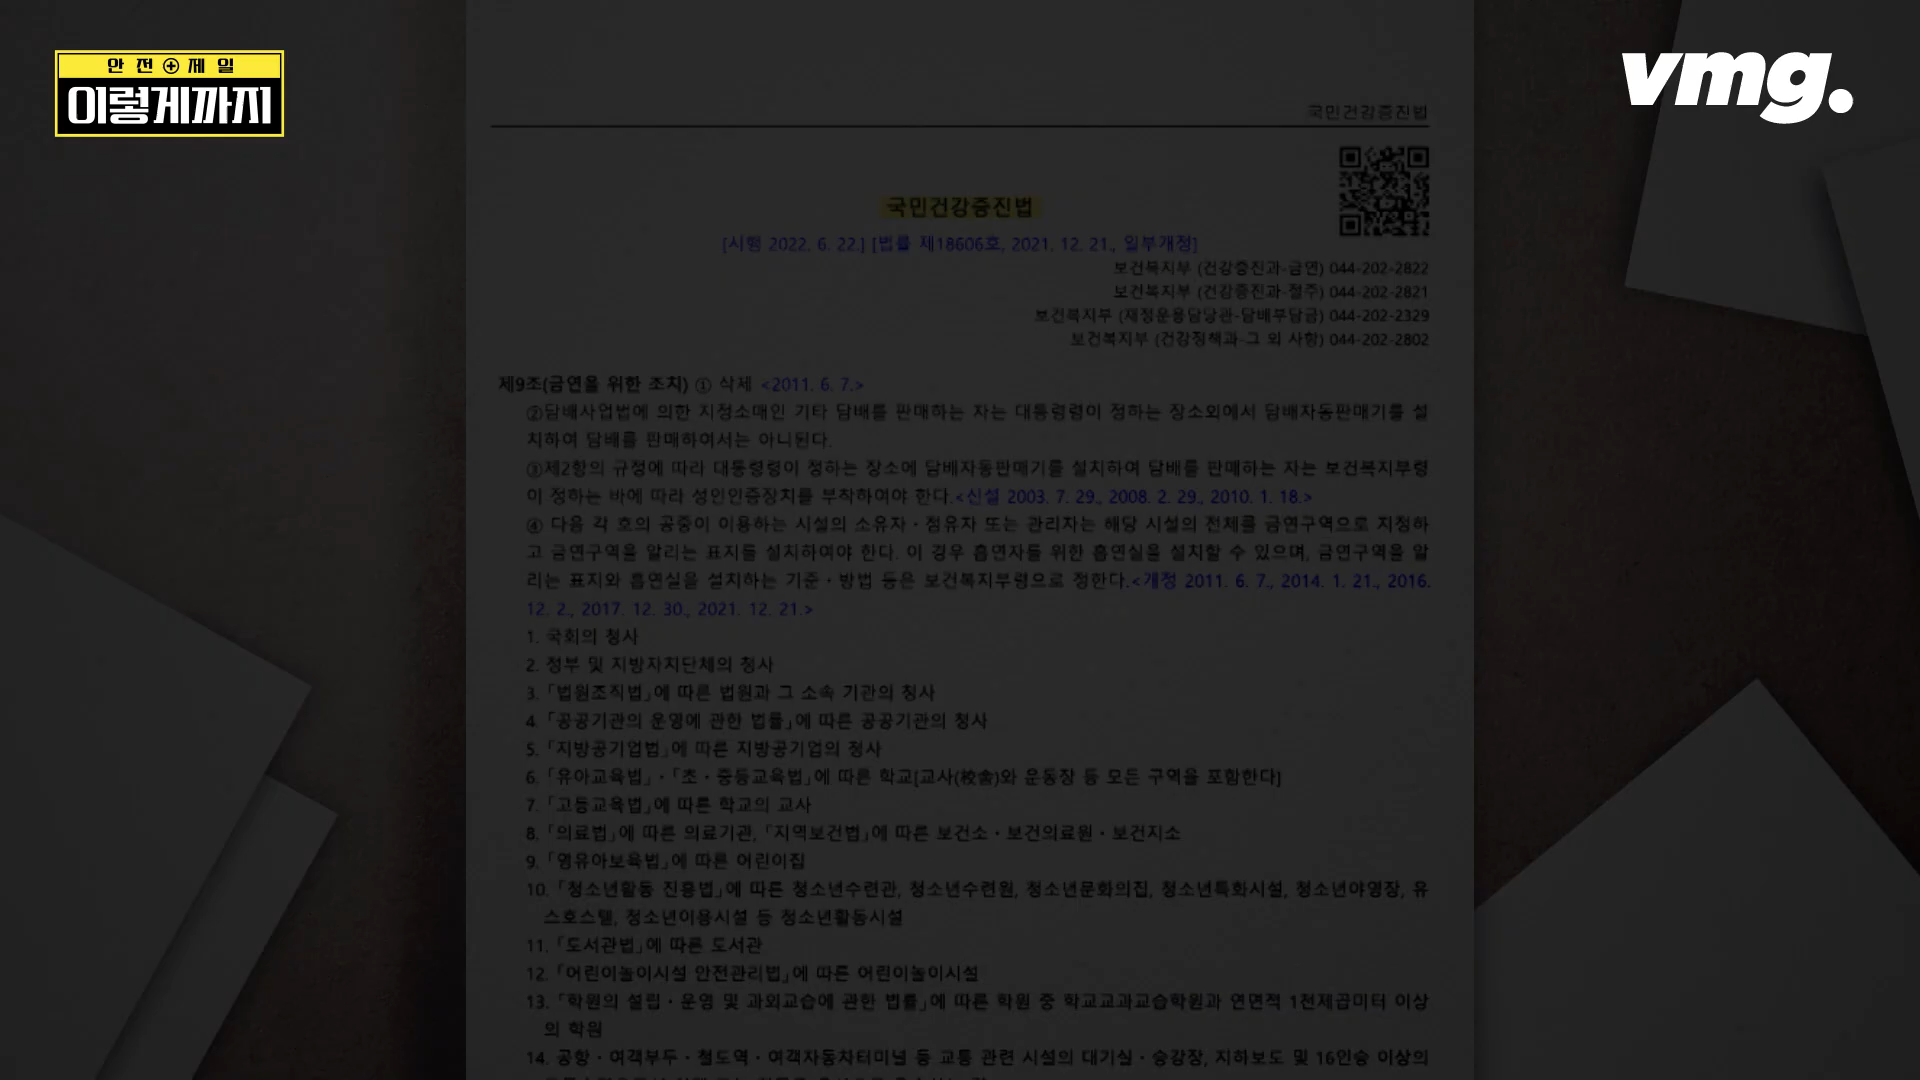 안전제일
이렇게까지
vmg.
국민건강증진법
국민건강증진법
[시행 2022. 6. 22.] [법률 제18606호, 2021. 12. 21., 일부개정]
보건복지부 (건강증진과-금연) 044-202-2822
보건복지부 (건강증진과-절주) 044-202-2821
보건복지부 (재정운용담당관-담배부담금) 044-202-2329
보건복지부 (건강정책과-그 외 사항) 044-202-2802
제9조(금연을 위한 조치) ① 삭제 <2011. 6. 7.>
②담배사업법에 의한 지정소매인 기타 담배를 판매하는 자는 대통령령이 정하는 장소외에서 담배자동판매기를 설
치하여 담배를 판매하여서는 아니된다.
③제2항의 규정에 따라 대통령령이 정하는 장소에 담배자동판매기를 설치하여 담배를 판매하는 자는 보건복지부령
이 정하는 바에 따라 성인인증장치를 부착하여야 한다.<신설 2003. 7. 29., 2008. 2. 29., 2010. 1. 18.>
④ 다음 각 호의 공중이 이용하는 시설의 소유자ㆍ점유자 또는 관리자는 해당 시설의 전체를 금연구역으로 지정하
고 금연구역을 알리는 표지를 설치하여야 한다. 이 경우 흡연자를 위한 흡연실을 설치할 수 있으며, 금연구역을 알
리는 표지와 흡연실을 설치하는 기준ㆍ방법 등은 보건복지부령으로 정한다.<개정 2011. 6. 7., 2014. 1. 21., 2016.
12. 2., 2017. 12. 30., 2021. 12. 21.>
1. 국회의 청사
2. 정부 및 지방자치단체의 청사
3. 「법원조직법」에 따른 법원과 그 소속 기관의 청사
4. 「공공기관의 운영에 관한 법률」에 따른 공공기관의 청사
5. 「지방공기업법」에 따른 지방공기업의 청사
6. 「유아교육법」ㆍ「초ㆍ중등교육법」에 따른 학교[교사(校舍)와 운동장 등 모든 구역을 포함한다]
7. 「고등교육법」에 따른 학교의 교사
8. 「의료법」에 따른 의료기관, 「지역보건법」에 따른 보건소ㆍ보건의료원ㆍ보건지소
9. 「영유아보육법」에 따른 어린이집
10. 「청소년활동 진흥법」에 따른 청소년수련관, 청소년수련원, 청소년문화의집, 청소년특화시설, 청소년야영장, 유
스호스텔, 청소년이용시설 등 청소년활동시설
11. 「도서관법」에 따른 도서관
12. 「어린이놀이시설 안전관리법」에 따른 어린이놀이시설
13. 「학원의 설립ㆍ운영 및 과외교습에 관한 법률」에 따른 학원 중 학교교과교습학원과 연면적 1천제곱미터 이상
의 학원
14. 공항ㆍ여객부두ㆍ철도역ㆍ여객자동차터미널 등 교통 관련 시설의 대기실ㆍ승강장, 지하보도 및 16인승 이상의